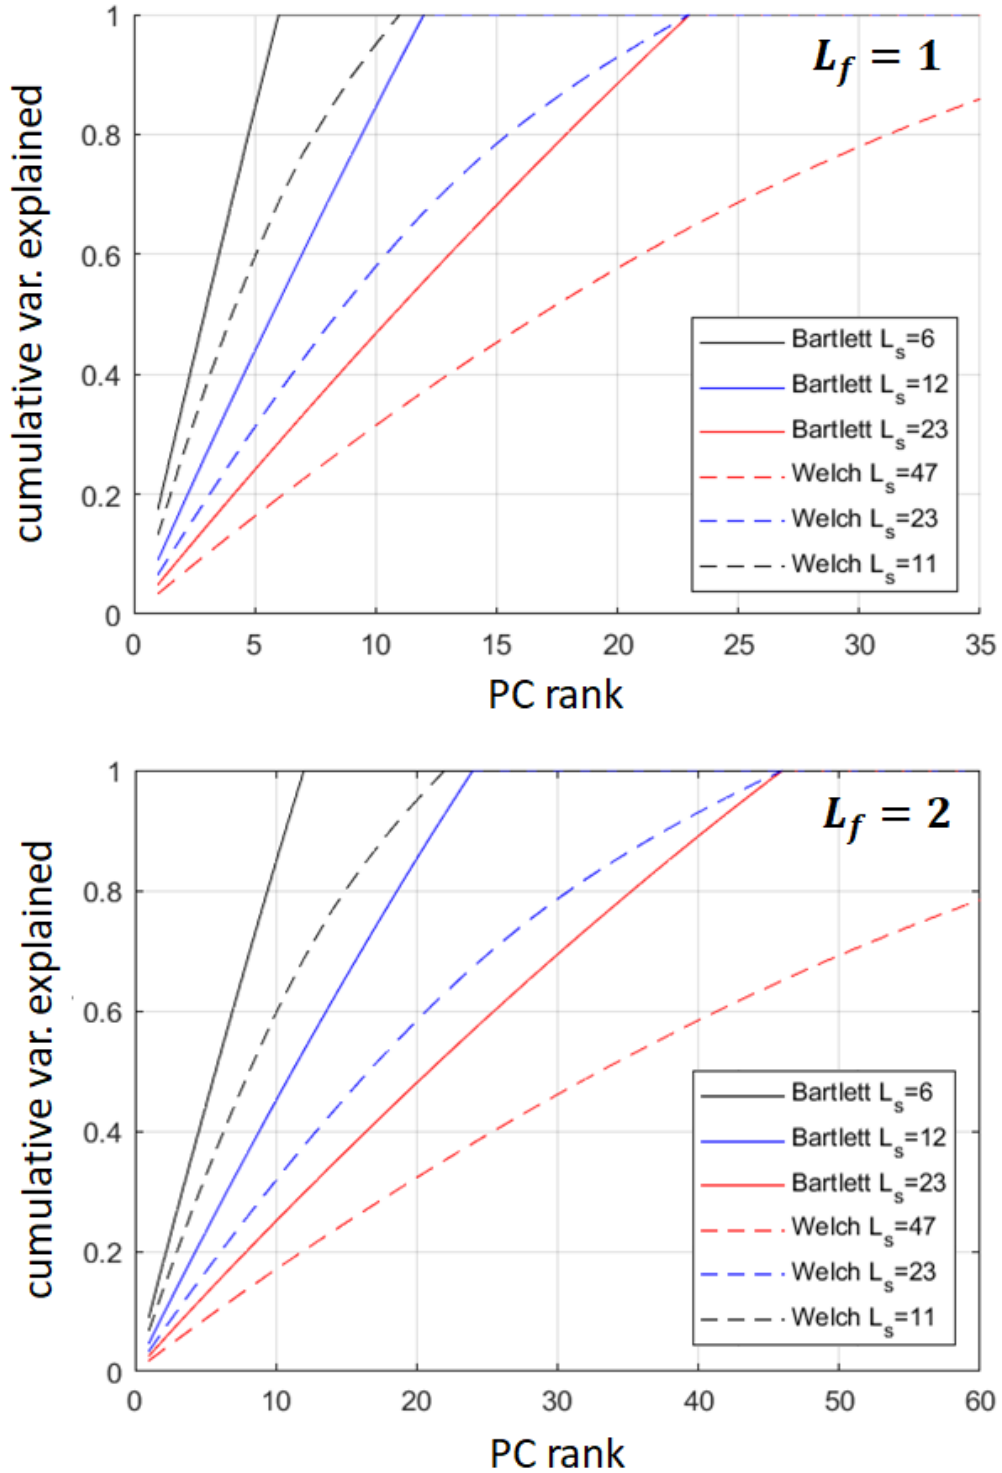 cumulative var. explained
1
0.8
0.6
0.4
0.2
0
L_f = 1
Bartlett L_s=6
Bartlett L_s=12
Bartlett L_s=23
Welch L_s=47
Welch L_s=23
Welch L_s=11
0 5 10 15 20 25 30 35
PC rank
cumulative var. explained
1
0.8
0.6
0.4
0.2
0
L_f = 2
Bartlett L_s=6
Bartlett L_s=12
Bartlett L_s=23
Welch L_s=47
Welch L_s=23
Welch L_s=11
0 10 20 30 40 50 60
PC rank